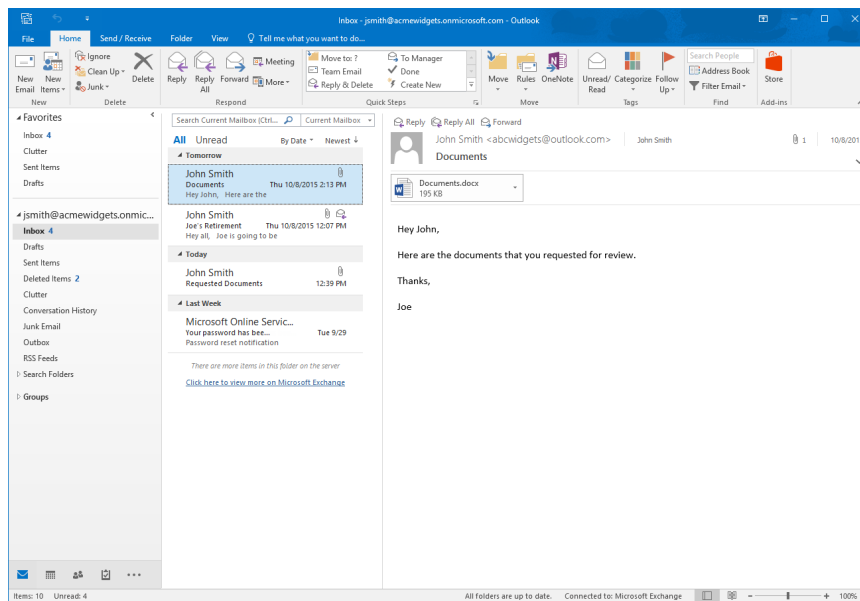 Inbox - jsmith@acmewidgets.onmicrosoft.com - Outlook
File Home Send / Receive Folder View Tell me what you want to do...
New Email
New Items
Ignore
Clean Up
Junk
Delete
Reply
Reply All
Forward
Meeting
More
Move to: ?
Team Email
Reply & Delete
To Manager
Done
Create New
Move
Rules
OneNote
Unread/ Read
Categorize
Follow Up
Search People
Address Book
Filter Email
Store
New Delete Respond Quick Steps Move Tags Find Add-ins
Favorites
Inbox 4
Clutter
Sent Items
Drafts
jsmith@acmewidgets.onmic...
Inbox 4
Drafts
Sent Items
Deleted Items 2
Clutter
Conversation History
Junk Email
Outbox
RSS Feeds
Search Folders
Groups
Search Current Mailbox (Ctrl... Current Mailbox
All Unread By Date Newest
Tomorrow
John Smith
Documents Thu 10/8/2015 2:13 PM
Hey John, Here are the
John Smith
Joe's Retirement Thu 10/8/2015 12:07 PM
Hey all, Joe is going to be
Today
John Smith
Requested Documents 12:39 PM
Last Week
Microsoft Online Servic...
Your password has bee... Tue 9/29
Password reset notification
There are more items in this folder on the server
Click here to view more on Microsoft Exchange
Reply Reply All Forward
John Smith <abcwidgets@outlook.com> John Smith 1 10/8/201
Documents
Documents.docx
195 KB
Hey John,
Here are the documents that you requested for review.
Thanks,
Joe
Items: 10 Unread: 4 All folders are up to date. Connected to: Microsoft Exchange 100%